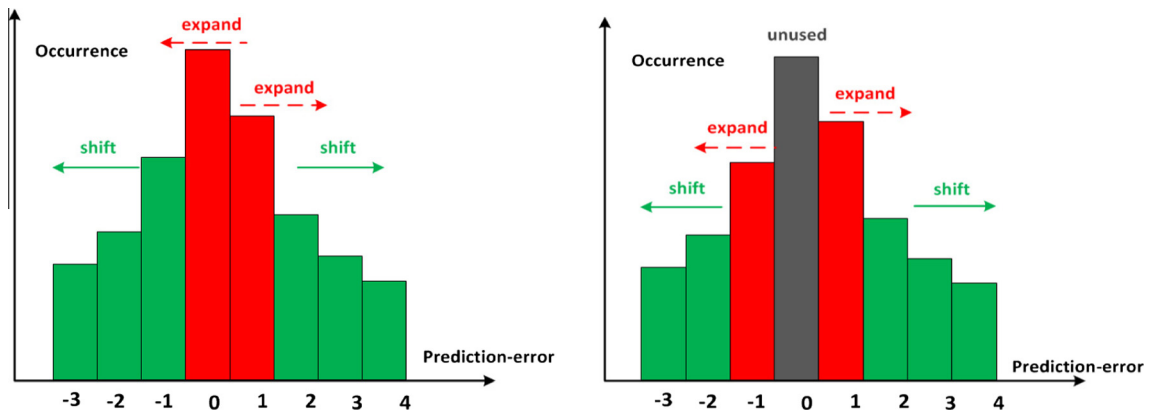 expand
Occurrence
expand
shift
shift
Prediction-error
-3 -2 -1 0 1 2 3 4
unused
Occurrence
expand
expand
shift
shift
Prediction-error
-3 -2 -1 0 1 2 3 4